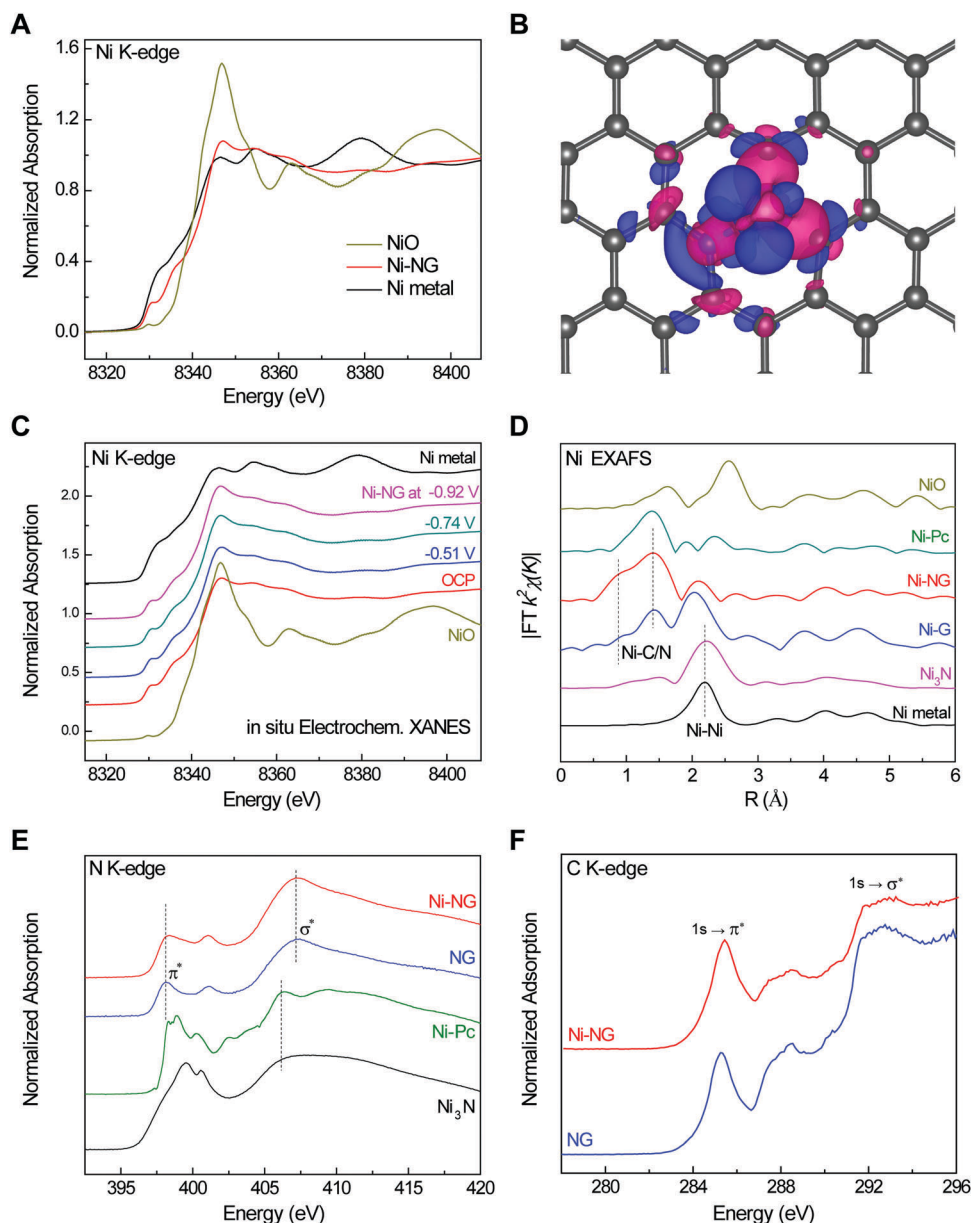 A
Ni K-edge
1.6
1.2
0.8
0.4
0.0
Normalized Absorption
NiO
Ni-NG
Ni metal
8320 8340 8360 8380 8400
Energy (eV)
B
C
Ni K-edge
2.0
1.5
1.0
0.5
0.0
Normalized Absorption
Ni metal
Ni-NG at -0.92 V
-0.74 V
-0.51 V
OCP
NiO
in situ Electrochem. XANES
8320 8340 8360 8380 8400
Energy (eV)
D
Ni EXAFS
|FT k² χ(K)|
NiO
Ni-Pc
Ni-NG
Ni-G
Ni-C/N
Ni₃N
Ni metal
Ni-Ni
0 1 2 3 4 5 6
R (Å)
E
N K-edge
Normalized Absorption
Ni-NG
σ*
NG
π*
Ni-Pc
Ni₃N
395 400 405 410 415 420
Energy (eV)
F
C K-edge
Normalized Adsorption
1s → σ*
1s → π*
Ni-NG
NG
280 284 288 292 296
Energy (eV)